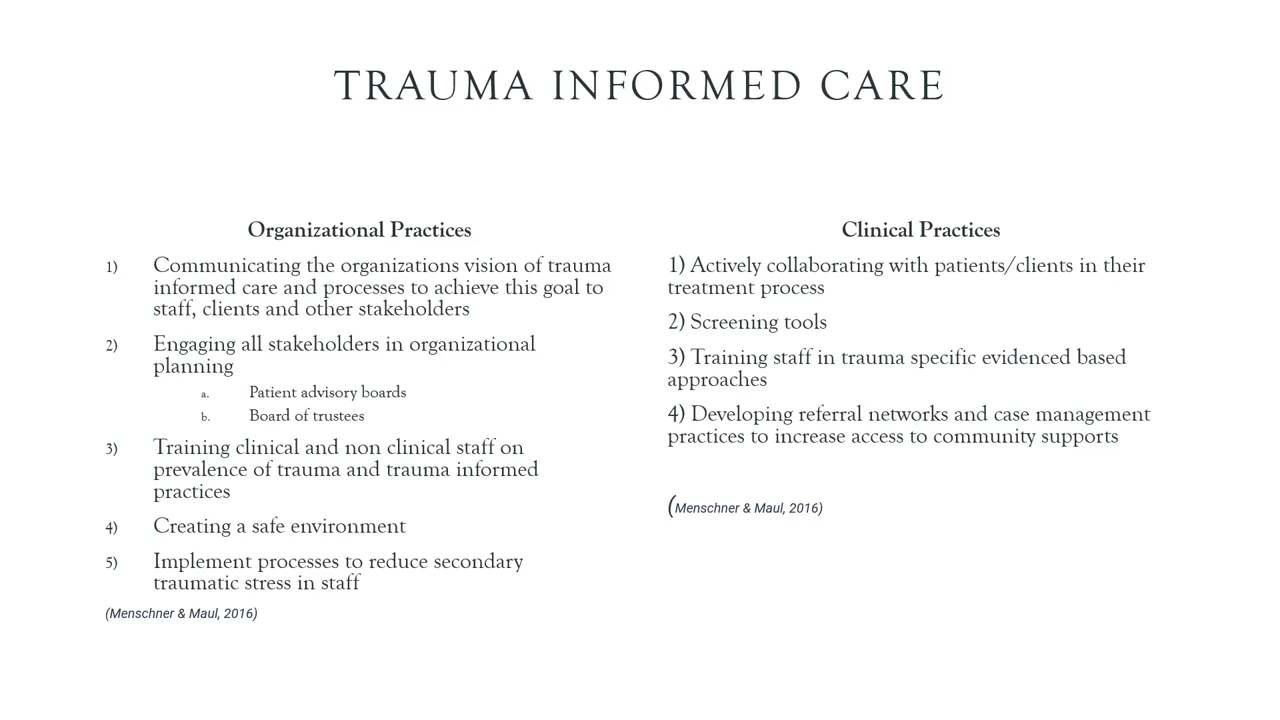 TRAUMA INFORMED CARE
Organizational Practices
1) Communicating the organizations vision of trauma
informed care and processes to achieve this goal to
staff, clients and other stakeholders
2) Engaging all stakeholders in organizational
planning
a. Patient advisory boards
b. Board of trustees
3) Training clinical and non clinical staff on
prevalence of trauma and trauma informed
practices
4) Creating a safe environment
5) Implement processes to reduce secondary
traumatic stress in staff
(Menschner & Maul, 2016)
Clinical Practices
1) Actively collaborating with patients/clients in their
treatment process
2) Screening tools
3) Training staff in trauma specific evidenced based
approaches
4) Developing referral networks and case management
practices to increase access to community supports
(Menschner & Maul, 2016)